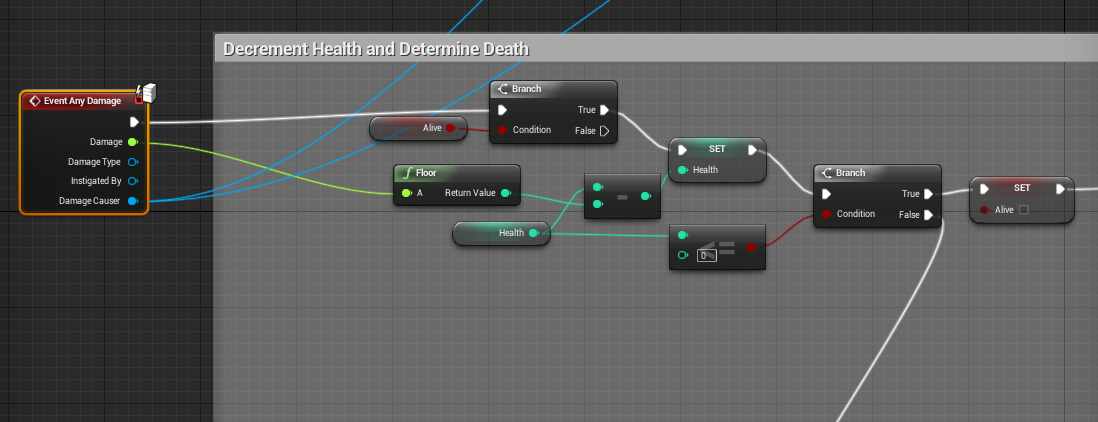 Decrement Health and Determine Death
Event Any Damage
Damage
Damage Type
Instigated By
Damage Causer
Branch
True
Condition
False
Alive
Floor
A
Return Value
Health
-
SET
Health
<=
0
Branch
True
Condition
False
SET
Alive